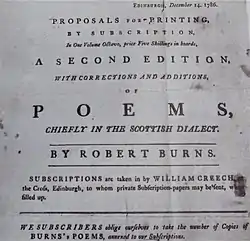 EDINBURGH, December 14. 1786.
PROPOSALS FOR PRINTING,
BY SUBSCRIPTION,
In One Volume Octavo, price Five Shillings in boards,
A SECOND EDITION,
WITH CORRECTIONS AND ADDITIONS,
OF
POEMS,
CHIEFLY IN THE SCOTTISH DIALECT.
BY ROBERT BURNS.
SUBSCRIPTIONS are taken in by WILLIAM CREECH,
the Cross, Edinburgh, to whom private Subscription-papers may be sent, w
filled up.
WE SUBSCRIBERS oblige ourselves to take the number of Copies of
BURNS's POEMS, annexed to our Subscriptions.